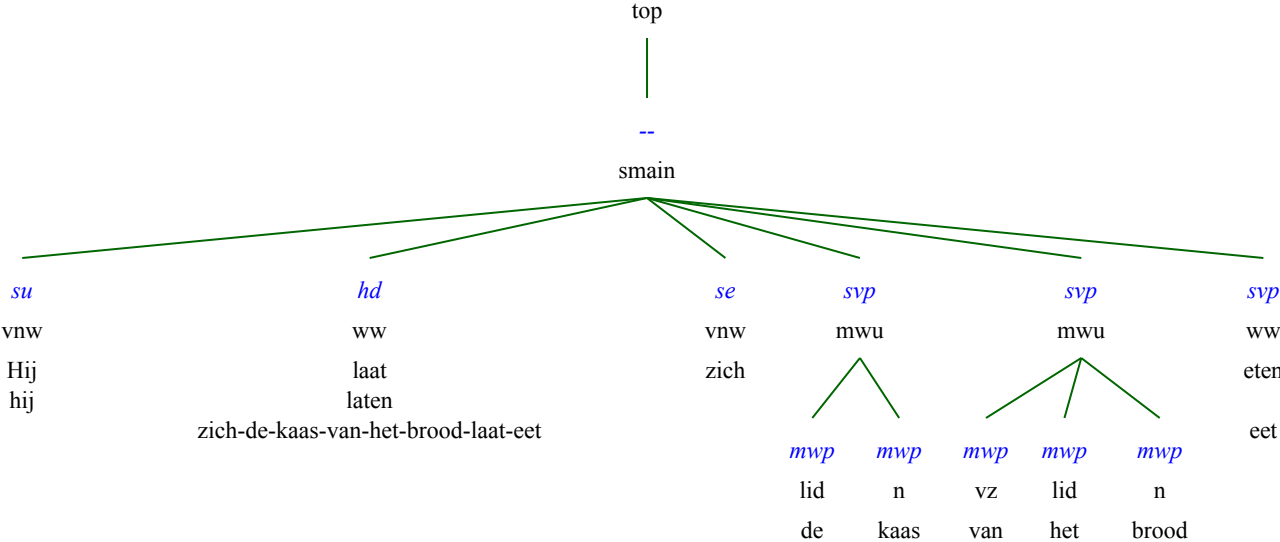 top
--
smain
su hd se svp svp svp
vnw ww vnw mwu mwu ww
Hij laat zich eten
hij laten
zich-de-kaas-van-het-brood-laat-eet eet
mwp mwp mwp mwp mwp
lid n vz lid n
de kaas van het brood